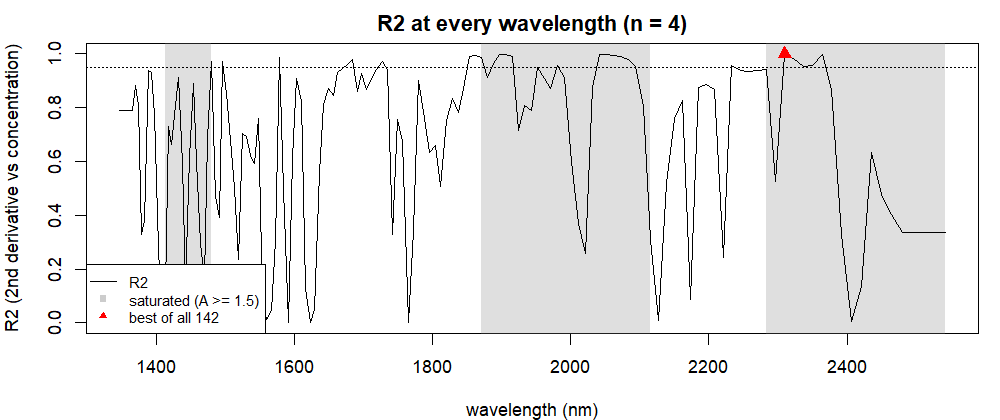 R2 at every wavelength (n = 4)
R2 (2nd derivative vs concentration)
1.0
0.8
0.6
0.4
0.2
0.0
R2
saturated (A >= 1.5)
best of all 142
1400
1600
1800
2000
2200
2400
wavelength (nm)